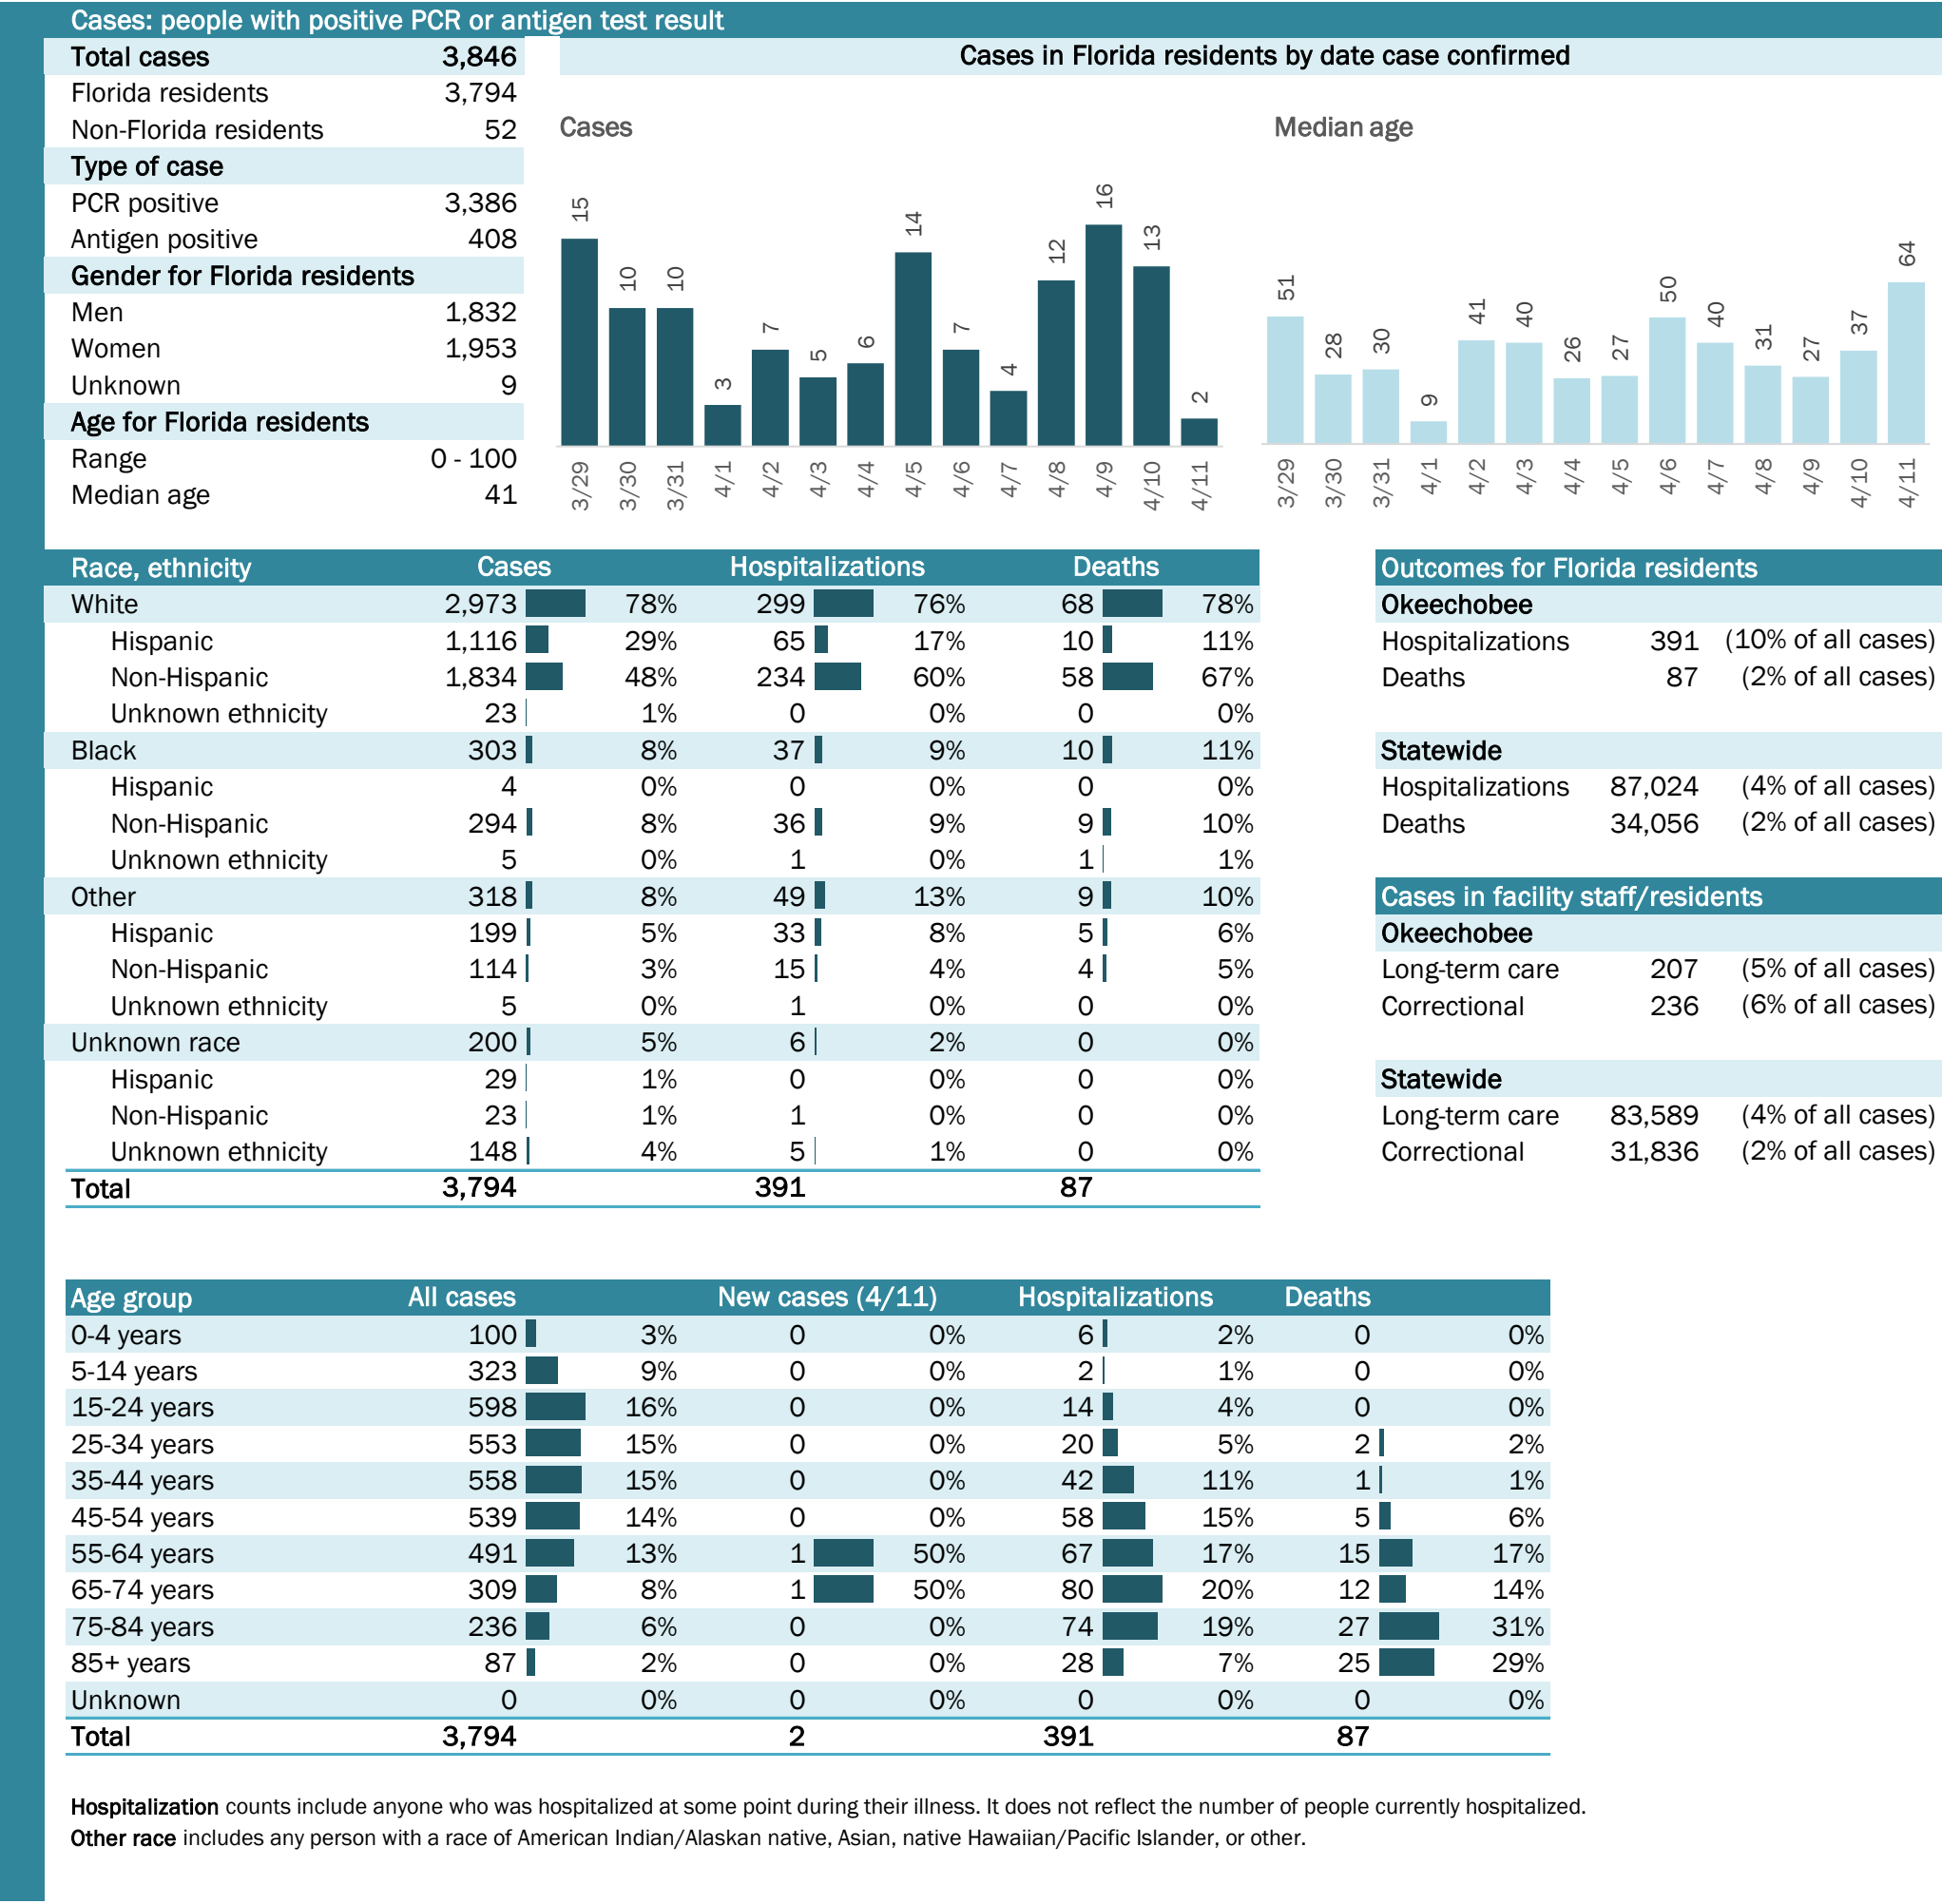 Cases: people with positive PCR or antigen test result
Total cases 3,846
Florida residents 3,794
Non-Florida residents 52
Type of case
PCR positive 3,386
Antigen positive 408
Gender for Florida residents
Men 1,832
Women 1,953
Unknown 9
Age for Florida residents
Range 0 - 100
Median age 41
Cases in Florida residents by date case confirmed
Cases
15 10 10 3 7 5 6 14 7 4 12 16 13 2
3/29 3/30 3/31 4/1 4/2 4/3 4/4 4/5 4/6 4/7 4/8 4/9 4/10 4/11
Median age
51 28 30 9 41 40 26 27 50 40 31 27 37 64
3/29 3/30 3/31 4/1 4/2 4/3 4/4 4/5 4/6 4/7 4/8 4/9 4/10 4/11
Race, ethnicity Cases Hospitalizations Deaths
White 2,973 78% 299 76% 68 78%
Hispanic 1,116 29% 65 17% 10 11%
Non-Hispanic 1,834 48% 234 60% 58 67%
Unknown ethnicity 23 1% 0 0% 0 0%
Black 303 8% 37 9% 10 11%
Hispanic 4 0% 0 0% 0 0%
Non-Hispanic 294 8% 36 9% 9 10%
Unknown ethnicity 5 0% 1 0% 1 1%
Other 318 8% 49 13% 9 10%
Hispanic 199 5% 33 8% 5 6%
Non-Hispanic 114 3% 15 4% 4 5%
Unknown ethnicity 5 0% 1 0% 0 0%
Unknown race 200 5% 6 2% 0 0%
Hispanic 29 1% 0 0% 0 0%
Non-Hispanic 23 1% 1 0% 0 0%
Unknown ethnicity 148 4% 5 1% 0 0%
Total 3,794 391 87
Outcomes for Florida residents
Okeechobee
Hospitalizations 391 (10% of all cases)
Deaths 87 (2% of all cases)
Statewide
Hospitalizations 87,024 (4% of all cases)
Deaths 34,056 (2% of all cases)
Cases in facility staff/residents
Okeechobee
Long-term care 207 (5% of all cases)
Correctional 236 (6% of all cases)
Statewide
Long-term care 83,589 (4% of all cases)
Correctional 31,836 (2% of all cases)
Age group All cases New cases (4/11) Hospitalizations Deaths
0-4 years 100 3% 0 0% 6 2% 0 0%
5-14 years 323 9% 0 0% 2 1% 0 0%
15-24 years 598 16% 0 0% 14 4% 0 0%
25-34 years 553 15% 0 0% 20 5% 2 2%
35-44 years 558 15% 0 0% 42 11% 1 1%
45-54 years 539 14% 0 0% 58 15% 5 6%
55-64 years 491 13% 1 50% 67 17% 15 17%
65-74 years 309 8% 1 50% 80 20% 12 14%
75-84 years 236 6% 0 0% 74 19% 27 31%
85+ years 87 2% 0 0% 28 7% 25 29%
Unknown 0 0% 0 0% 0 0% 0 0%
Total 3,794 2 391 87
Hospitalization counts include anyone who was hospitalized at some point during their illness. It does not reflect the number of people currently hospitalized.
Other race includes any person with a race of American Indian/Alaskan native, Asian, native Hawaiian/Pacific Islander, or other.